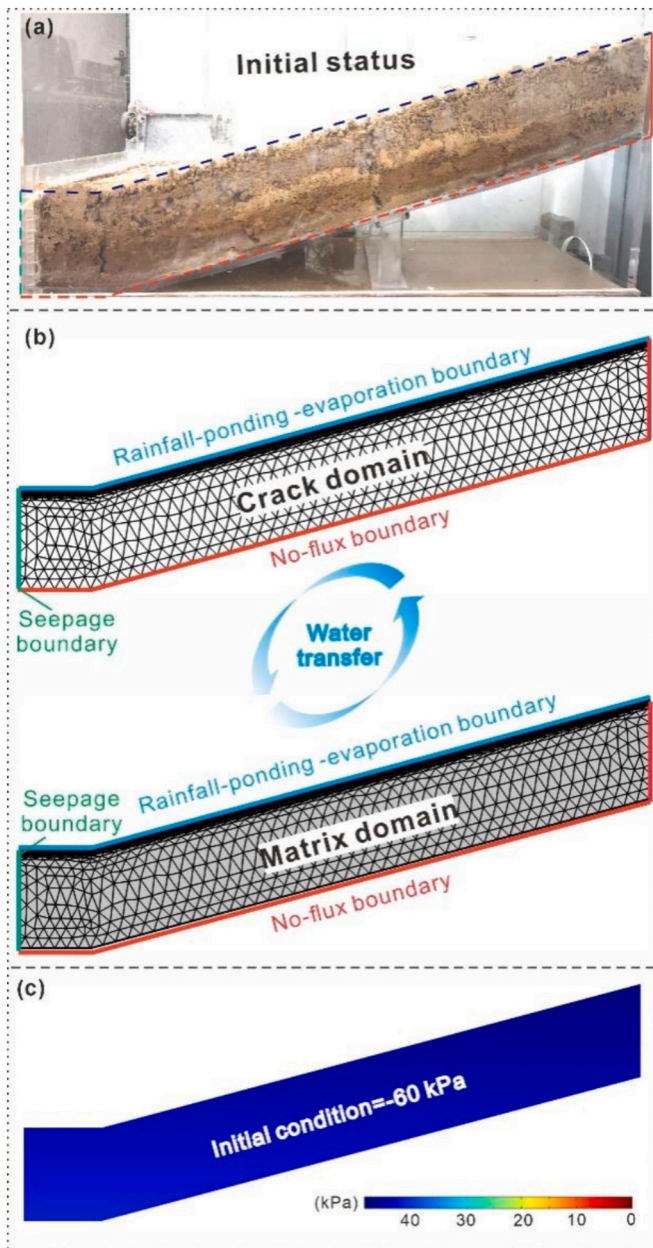 (a)
Initial status
(b)
Rainfall-ponding -evaporation boundary
Crack domain
No-flux boundary
Seepage
boundary
Water
transfer
Rainfall-ponding -evaporation boundary
Seepage
boundary
Matrix domain
No-flux boundary
(c)
Initial condition=-60 kPa
(kPa)
40 30 20 10 0